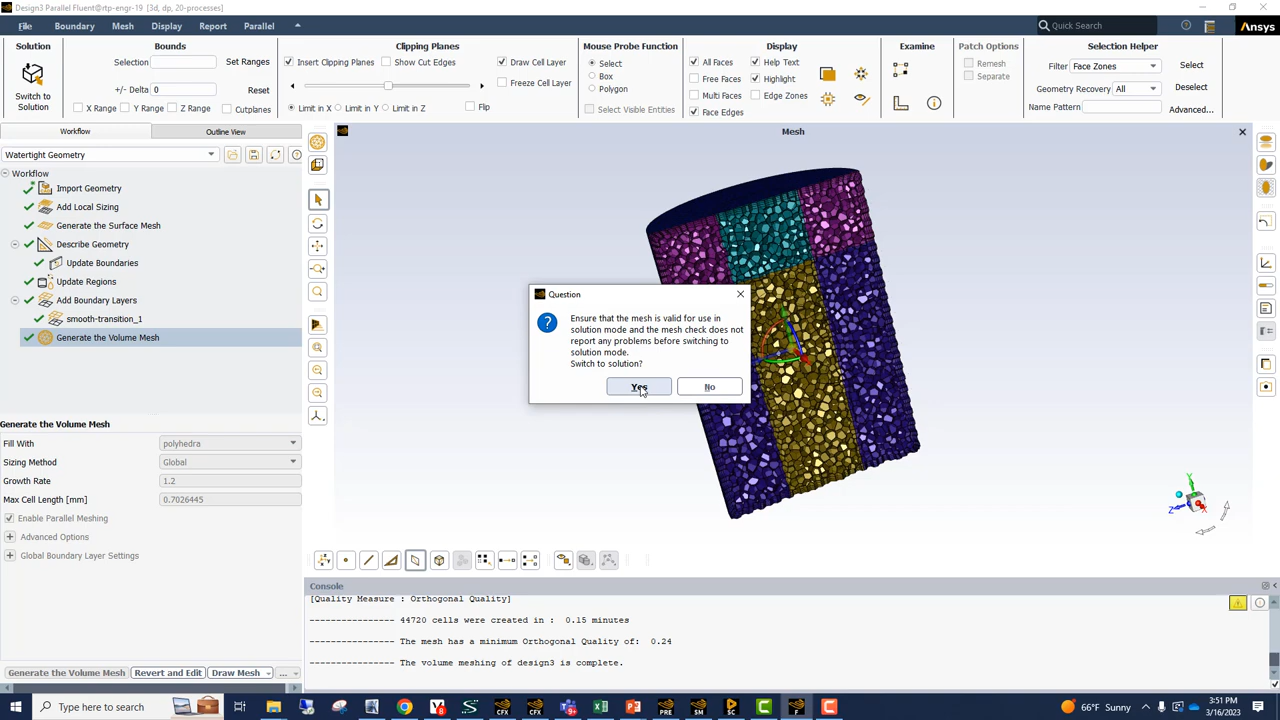 Design3 Parallel Fluent@rtp-engr-19 [3d, dp, 20-processes]
File Boundary Mesh Display Report Parallel Quick Search Ansys
Solution Bounds Clipping Planes Mouse Probe Function Display Examine Patch Options Selection Helper
Selection Set Ranges Insert Clipping Planes Show Cut Edges Draw Cell Layer Select All Faces Help Text Remesh Filter Face Zones Select
Box Free Faces Highlight Separate
Switch to Solution +/- Delta 0 Reset Freeze Cell Layer Polygon Multi Faces Edge Zones Geometry Recovery All Deselect
X Range Y Range Z Range Cutplanes Limit in X Limit in Y Limit in Z Flip Select Visible Entities Face Edges Name Pattern Advanced...
Workflow Outline View Mesh
Watertight Geometry
Workflow
Import Geometry
Add Local Sizing
Generate the Surface Mesh
Describe Geometry
Update Boundaries
Update Regions
Add Boundary Layers
smooth-transition_1
Generate the Volume Mesh
Question
Ensure that the mesh is valid for use in
solution mode and the mesh check does not
report any problems before switching to
solution mode.
Switch to solution?
Yes No
Generate the Volume Mesh
Fill With polyhedra
Sizing Method Global
Growth Rate 1.2
Max Cell Length [mm] 0.7026445
Enable Parallel Meshing
Advanced Options
Global Boundary Layer Settings
Y
Z X
Console
[Quality Measure : Orthogonal Quality]
---------------- 44720 cells were created in : 0.15 minutes
---------------- The mesh has a minimum Orthogonal Quality of: 0.24
---------------- The volume meshing of design3 is complete.
Generate the Volume Mesh Revert and Edit Draw Mesh ...
Type here to search CFX CFX PRE SM SC F 66°F Sunny 3:51 PM
3/16/2023